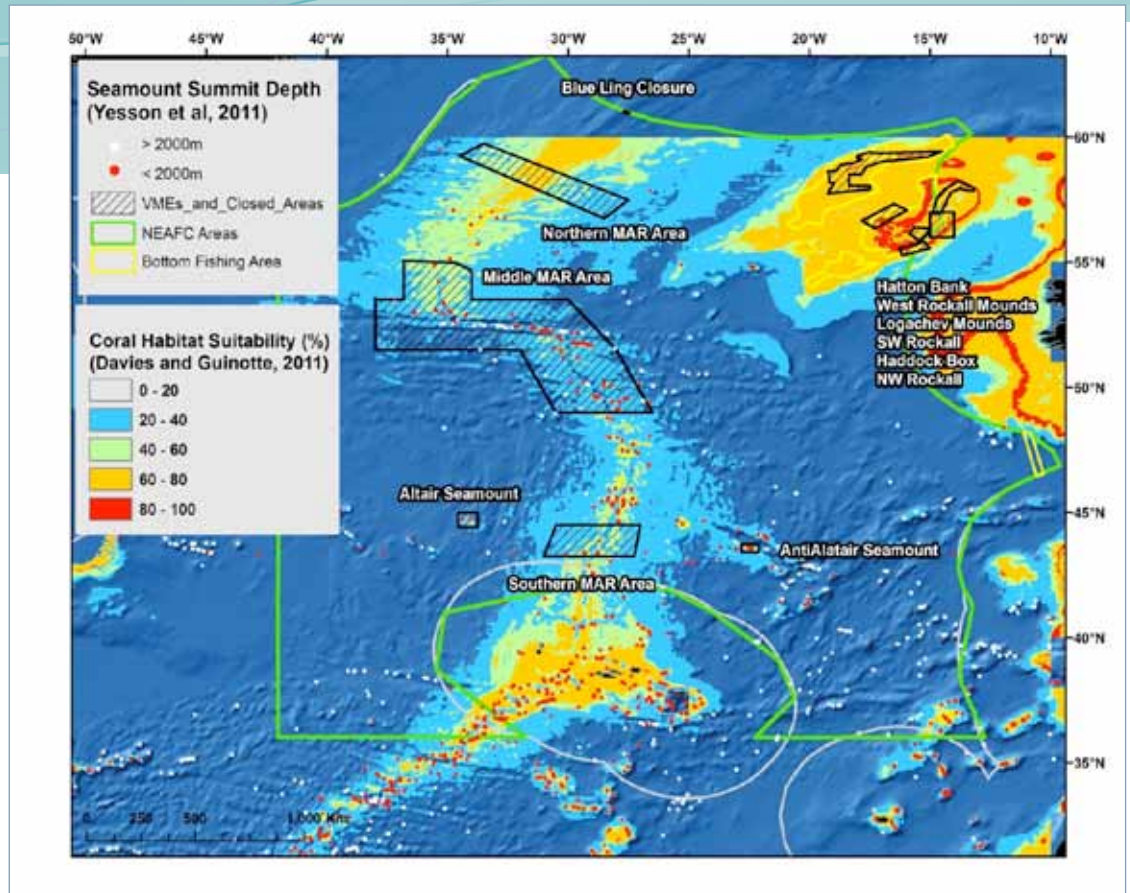 50°W 45°W 40°W 35°W 30°W 25°W 20°W 15°W 10°W
Seamount Summit Depth
(Yesson et al, 2011)
> 2000m
< 2000m
VMEs_and_Closed_Areas
NEAFC Areas
Bottom Fishing Area
Coral Habitat Suitability (%)
(Davies and Guinotte, 2011)
0 - 20
20 - 40
40 - 60
60 - 80
80 - 100
Blue Ling Closure
60°N
Northern MAR Area
55°N
Middle MAR Area
Hatton Bank
West Rockall Mounds
Logachev Mounds
SW Rockall
Haddock Box
NW Rockall
50°N
Altair Seamount
45°N
AntiAlatair Seamount
Southern MAR Area
40°N
35°N
0 250 500 1,000 Kms